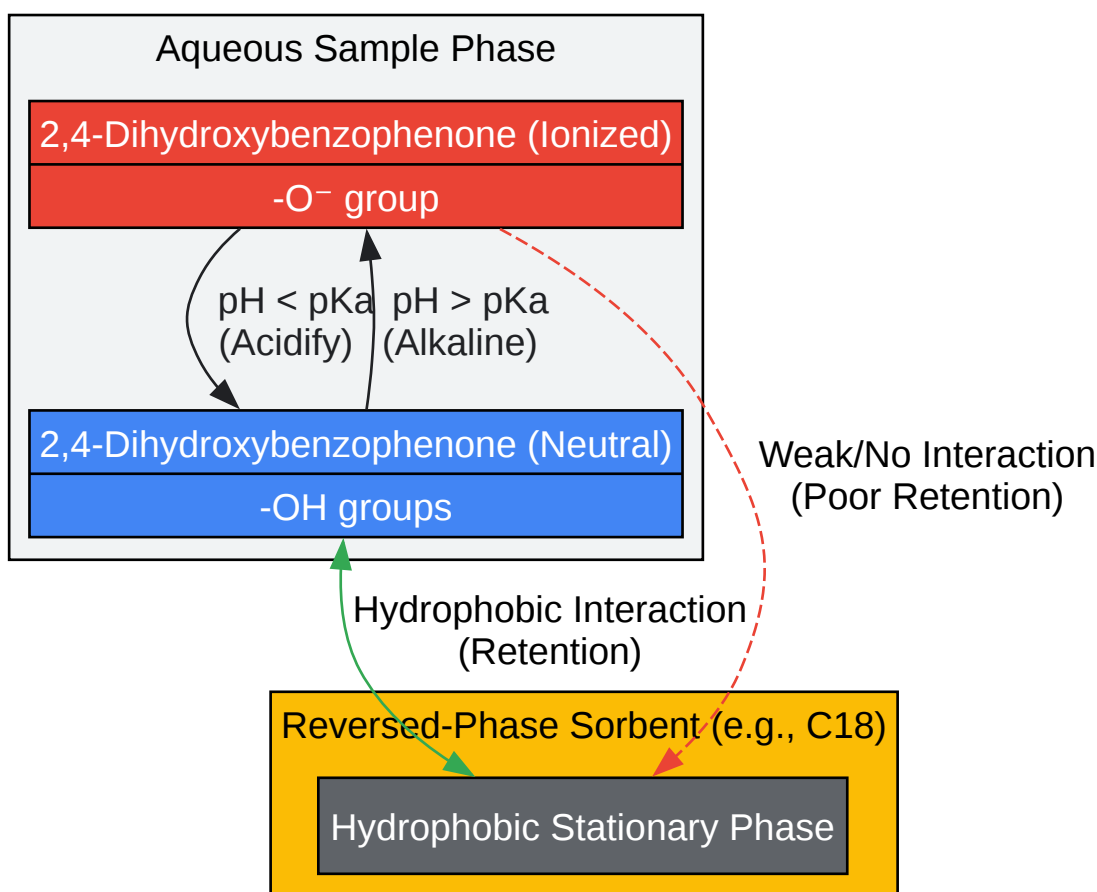 Aqueous Sample Phase
2,4-Dihydroxybenzophenone (Ionized)
-O⁻ group
pH < pKa
(Acidify)
pH > pKa
(Alkaline)
2,4-Dihydroxybenzophenone (Neutral)
-OH groups
Weak/No Interaction
(Poor Retention)
Hydrophobic Interaction
(Retention)
Reversed-Phase Sorbent (e.g., C18)
Hydrophobic Stationary Phase